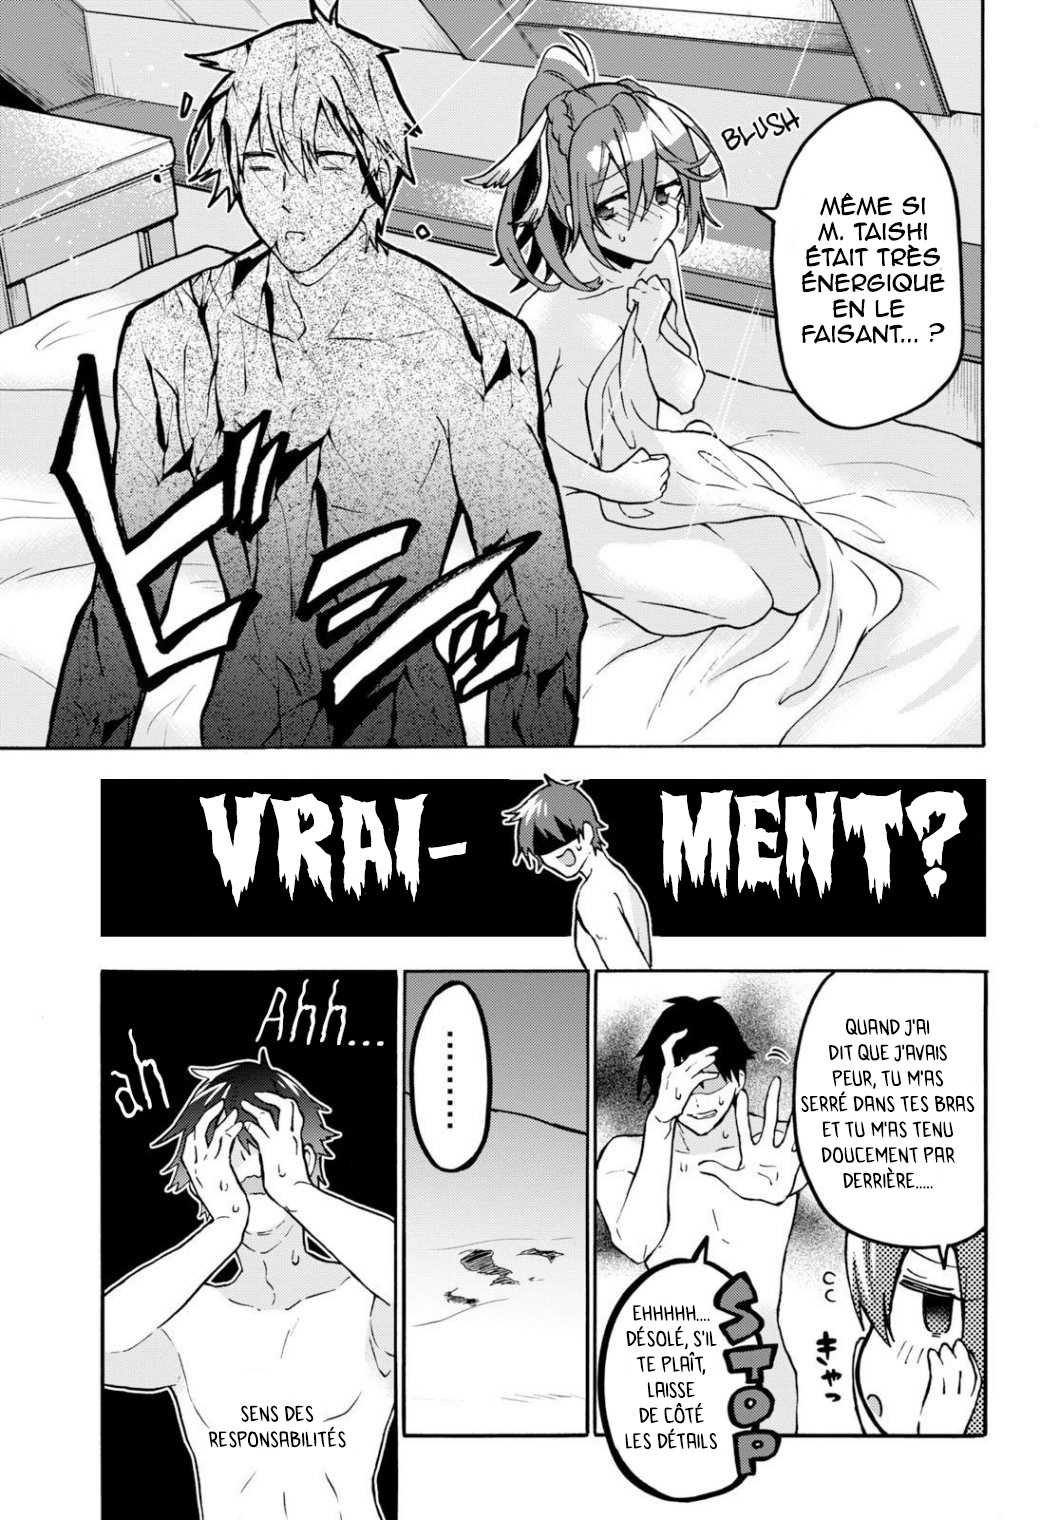 BLUSH
MÊME SI
M. TAISHI
ÉTAIT TRÈS
ÉNERGIQUE
EN LE
FAISANT... ?
ビシッ!!
VRAI- MENT?
QUAND J'AI
DIT QUE J'AVAIS
PEUR, TU M'AS
SERRÉ DANS TES BRAS
ET TU M'AS TENU
DOUCEMENT PAR
DERRIÈRE.....
きゃっ
STOP
EHHHHH....
DÉSOLÉ, S'IL
TE PLAÎT,
LAISSE
DE CÔTÉ
LES DÉTAILS
.........
Ahh...
ah
SENS DES
RESPONSABILITÉS